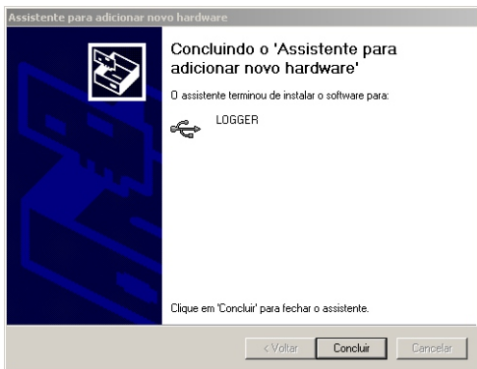 Assistente para adicionar novo hardware
Concluindo o 'Assistente para
adicionar novo hardware'
O assistente terminou de instalar o software para:
LOGGER
Clique em 'Concluir' para fechar o assistente.
< Voltar
Concluir
Cancelar